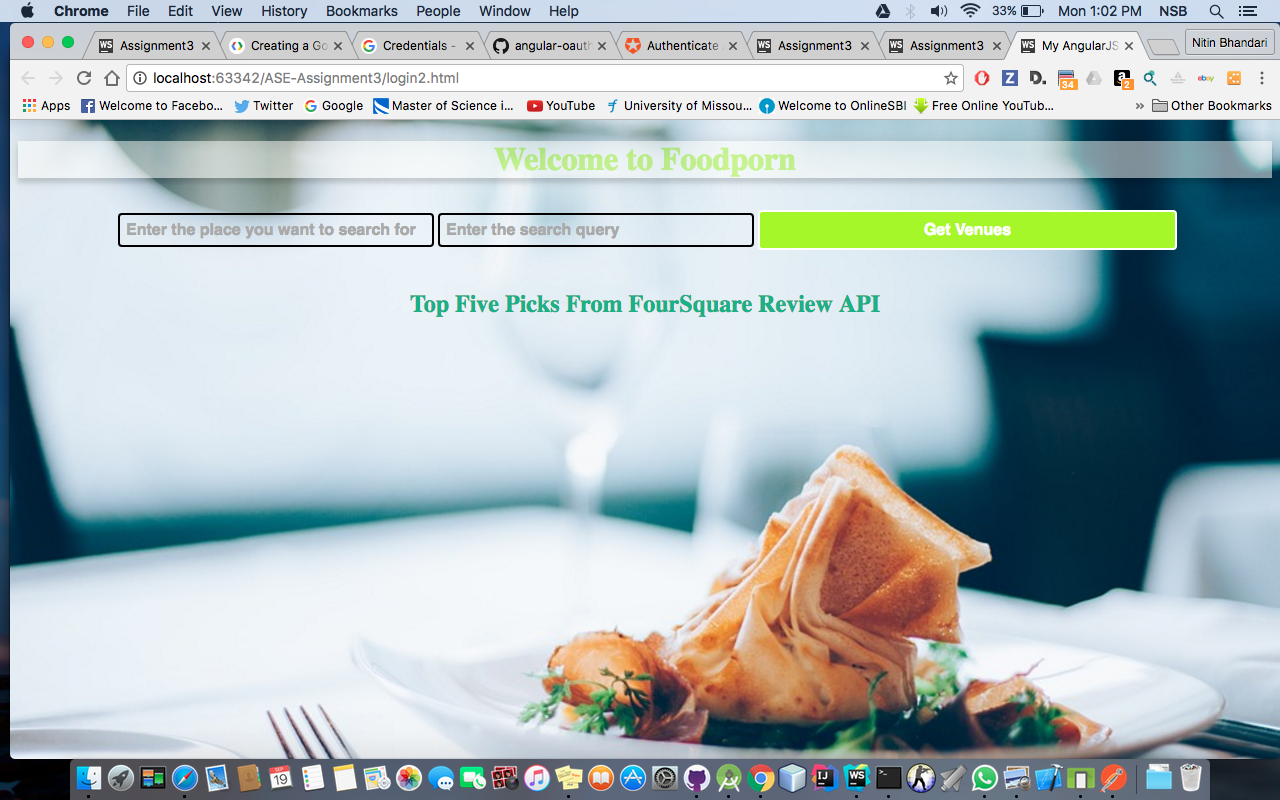 Chrome File Edit View History Bookmarks People Window Help 33% Mon 1:02 PM NSB
Assignment3 Creating a Go Credentials - angular-oauth Authenticate Assignment3 Assignment3 My AngularJS Nitin Bhandari
localhost:63342/ASE-Assignment3/login2.html
Apps Welcome to Facebo... Twitter Google Master of Science i... YouTube University of Missou... Welcome to OnlineSBI Free Online YouTub... » Other Bookmarks
Welcome to Foodporn
Enter the place you want to search for Enter the search query Get Venues
Top Five Picks From FourSquare Review API